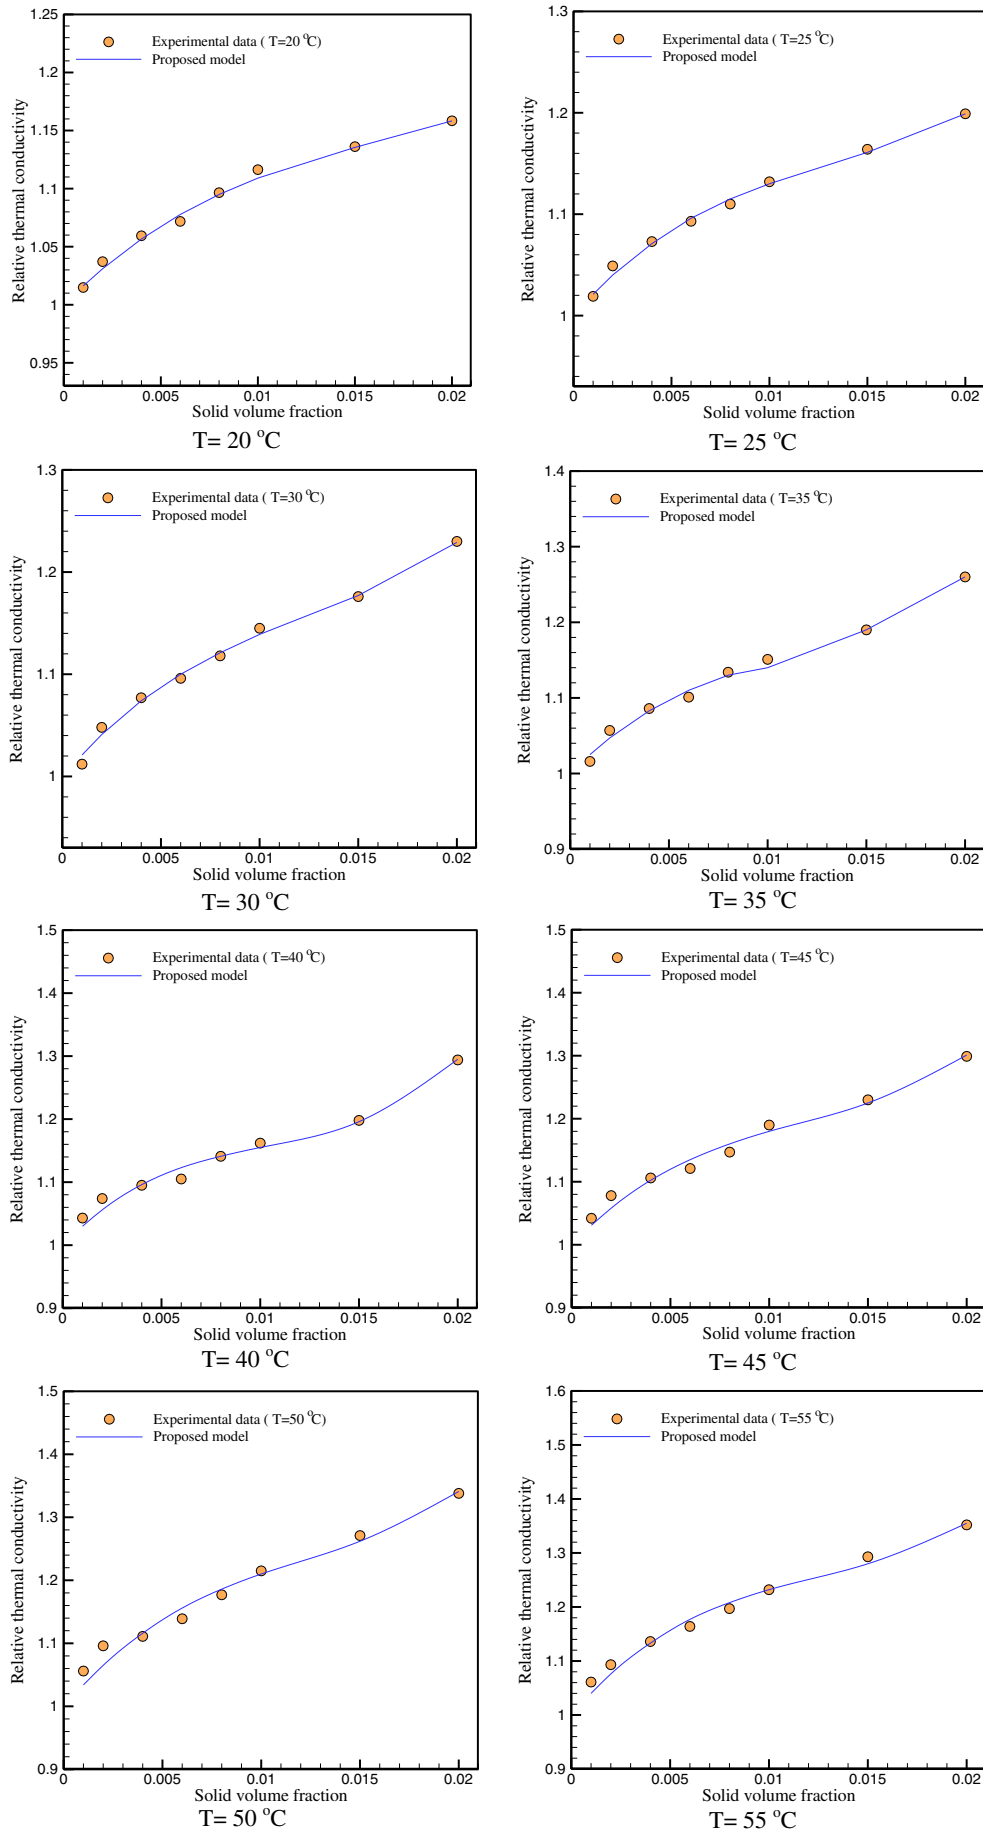 1.25
1.2
1.15
1.1
1.05
1
0.95
Relative thermal conductivity
Experimental data ( T=20 °C)
Proposed model
0 0.005 0.01 0.015 0.02
Solid volume fraction
T= 20 °C
1.3
1.2
1.1
1
Relative thermal conductivity
Experimental data ( T=25 °C)
Proposed model
0 0.005 0.01 0.015 0.02
Solid volume fraction
T= 25 °C
1.3
1.2
1.1
1
Relative thermal conductivity
Experimental data ( T=30 °C)
Proposed model
0 0.005 0.01 0.015 0.02
Solid volume fraction
T= 30 °C
1.4
1.3
1.2
1.1
1
0.9
Relative thermal conductivity
Experimental data ( T=35 °C)
Proposed model
0 0.005 0.01 0.015 0.02
Solid volume fraction
T= 35 °C
1.5
1.4
1.3
1.2
1.1
1
0.9
Relative thermal conductivity
Experimental data ( T=40 °C)
Proposed model
0 0.005 0.01 0.015 0.02
Solid volume fraction
T= 40 °C
1.5
1.4
1.3
1.2
1.1
1
0.9
Relative thermal conductivity
Experimental data ( T=45 °C)
Proposed model
0 0.005 0.01 0.015 0.02
Solid volume fraction
T= 45 °C
1.5
1.4
1.3
1.2
1.1
1
0.9
Relative thermal conductivity
Experimental data ( T=50 °C)
Proposed model
0 0.005 0.01 0.015 0.02
Solid volume fraction
T= 50 °C
1.6
1.5
1.4
1.3
1.2
1.1
1
0.9
Relative thermal conductivity
Experimental data ( T=55 °C)
Proposed model
0 0.005 0.01 0.015 0.02
Solid volume fraction
T= 55 °C